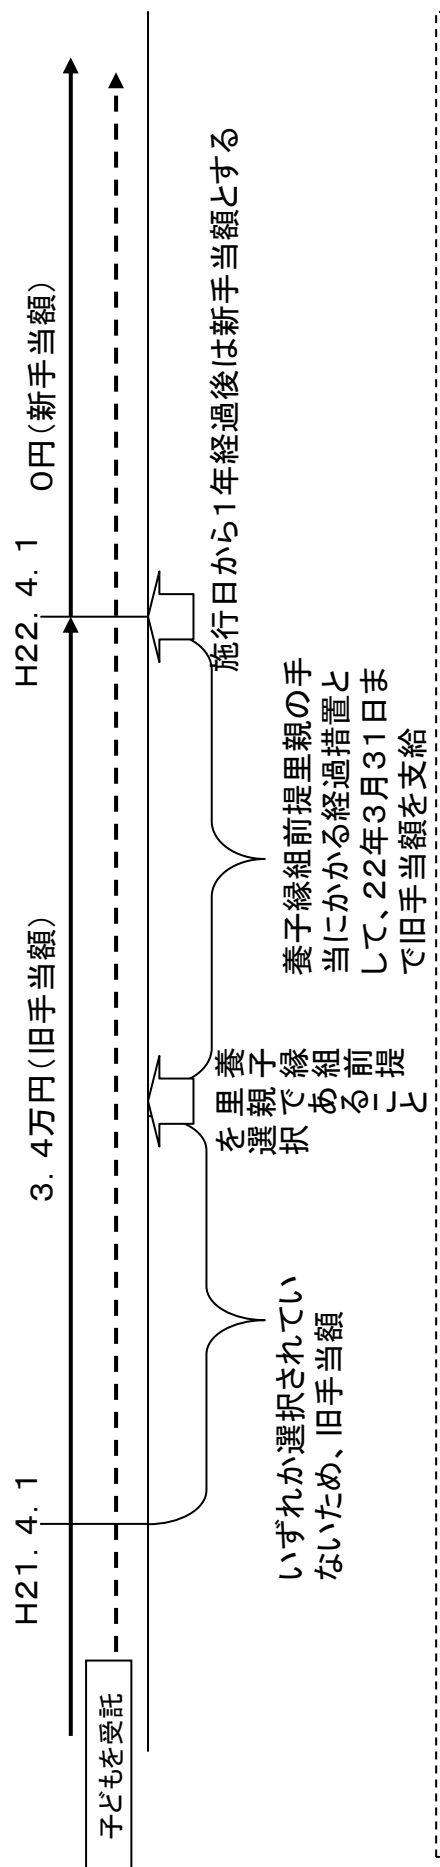 H21．4．1
H22．4．1
3．4万円（旧手当額）
0円（新手当額）
子どもを受託
いずれか選択されてい
ないため、旧手当額
養子縁組前提
里親であること
を選択
養子縁組前提里親の手
当にかかる経過措置と
して、22年3月31日ま
で旧手当額を支給
施行日から1年経過後は新手当額とする